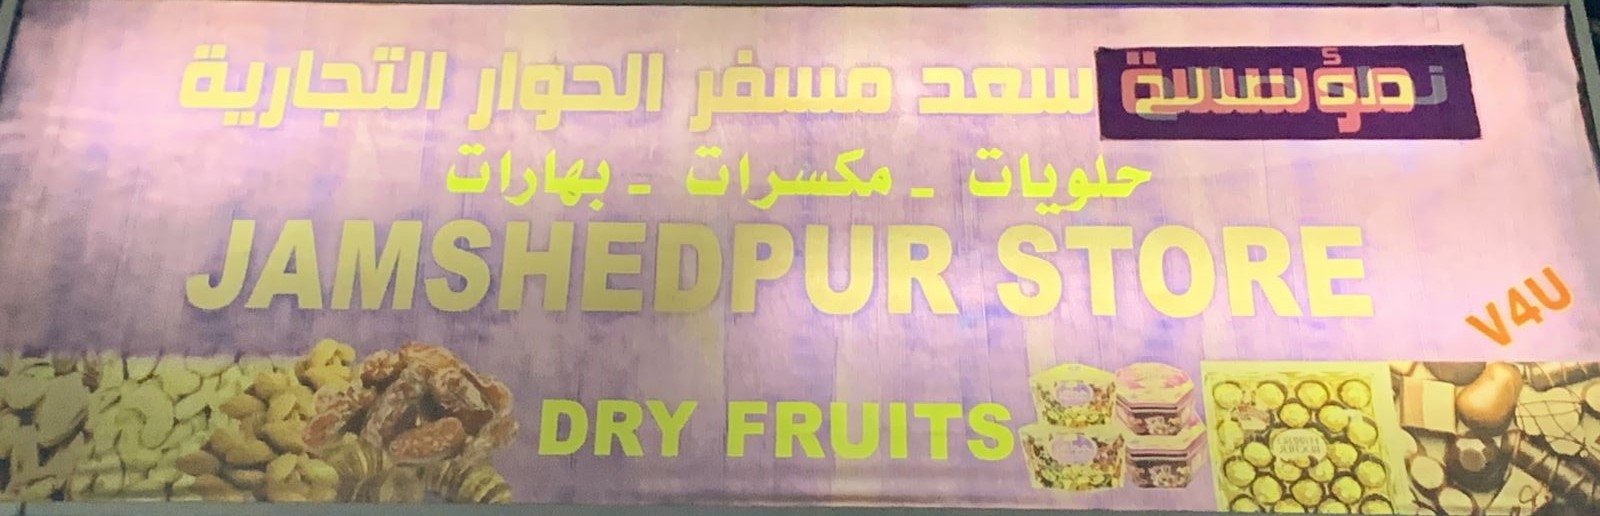 مؤسسة سعد مسفر الحوار التجارية
حلويات - مكسرات - بهارات
JAMSHEDPUR STORE
V4U
DRY FRUITS